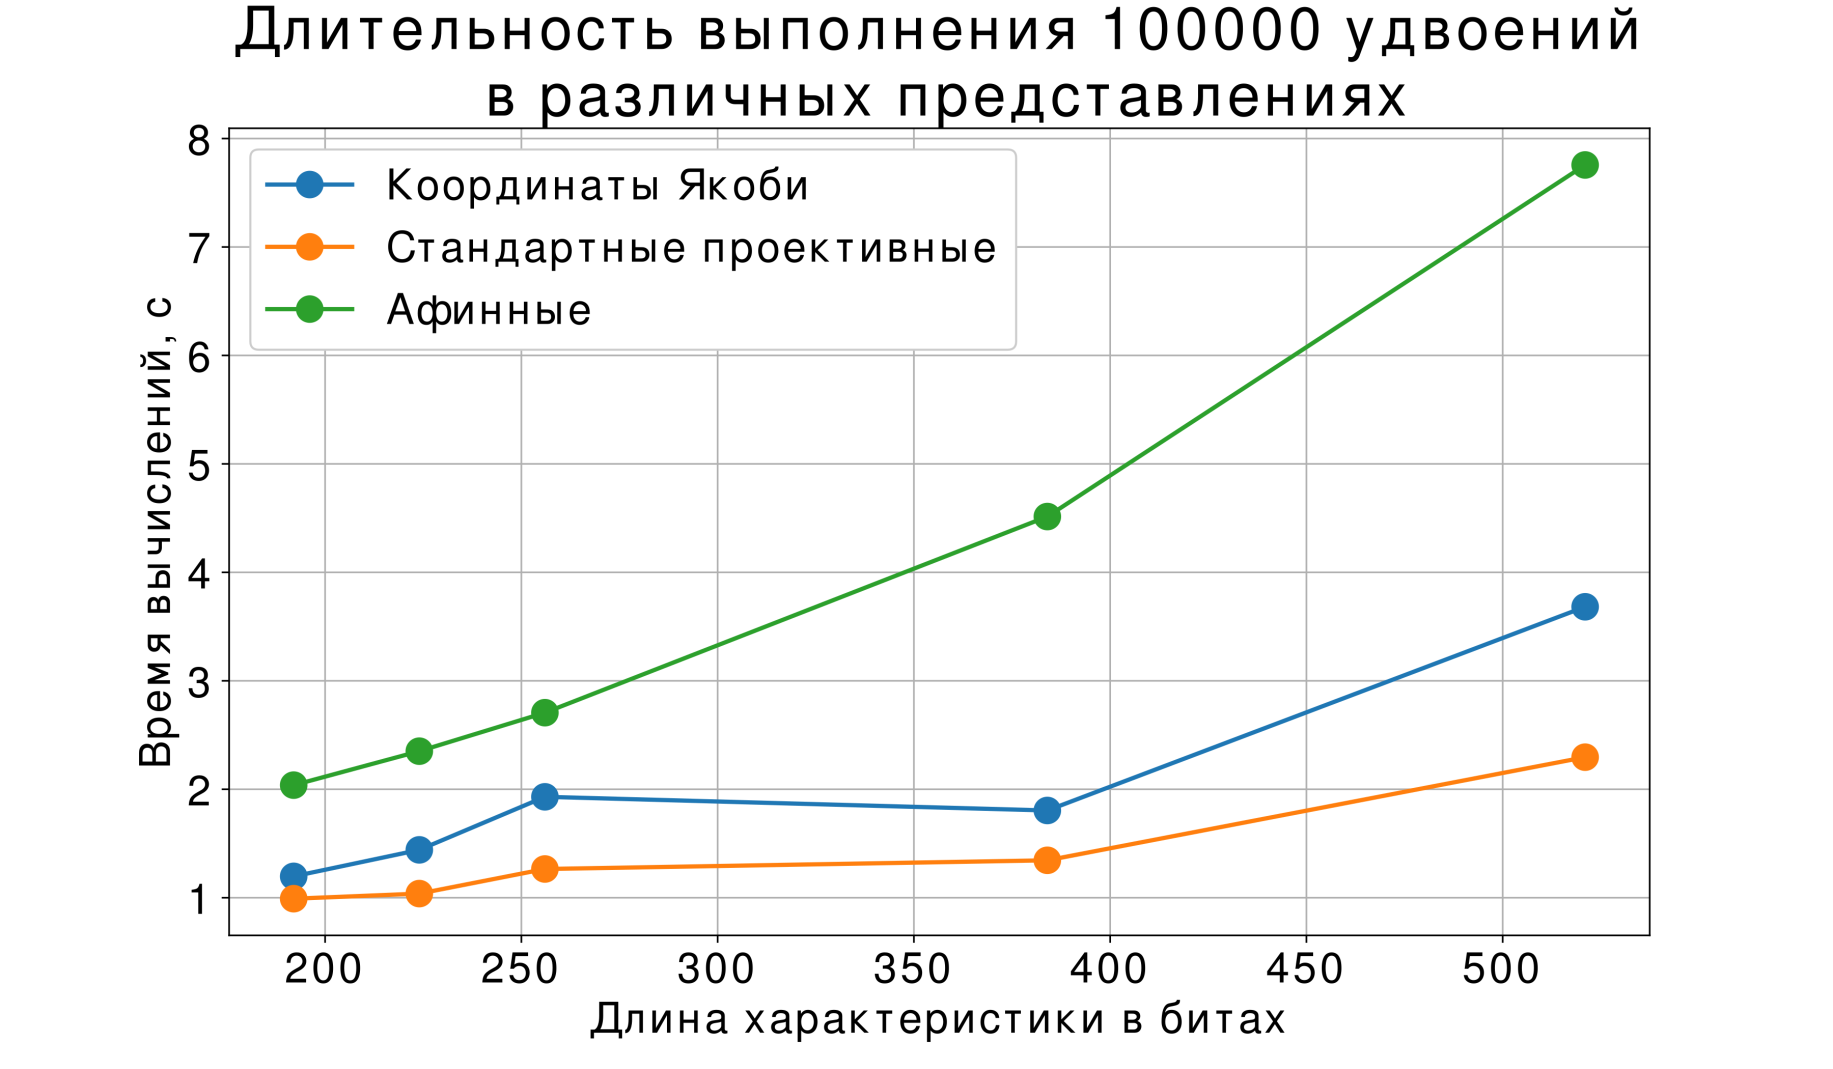 Длительность выполнения 100000 удвоений
в различных представлениях
8
7
6
5
4
3
2
1
Время вычислений, с
Координаты Якоби
Стандартные проективные
Афинные
200 250 300 350 400 450 500
Длина характеристики в битах